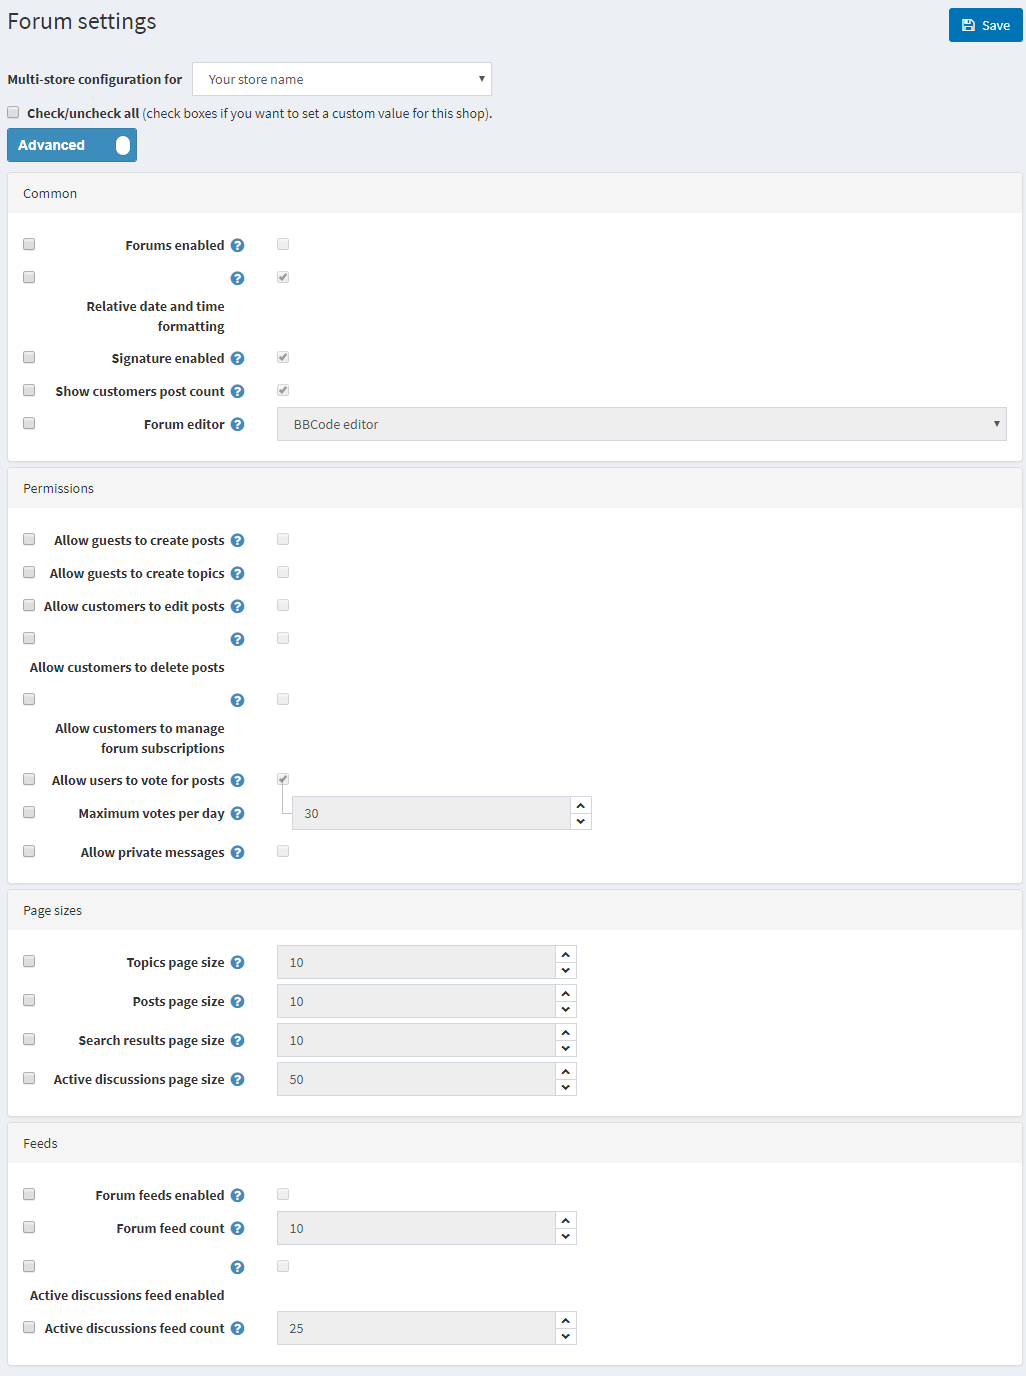 Forum settings
Save
Multi-store configuration for Your store name
Check/uncheck all (check boxes if you want to set a custom value for this shop).
Advanced
Common
Forums enabled
Relative date and time
formatting
Signature enabled
Show customers post count
Forum editor BBCode editor
Permissions
Allow guests to create posts
Allow guests to create topics
Allow customers to edit posts
Allow customers to delete posts
Allow customers to manage
forum subscriptions
Allow users to vote for posts
Maximum votes per day 30
Allow private messages
Page sizes
Topics page size 10
Posts page size 10
Search results page size 10
Active discussions page size 50
Feeds
Forum feeds enabled
Forum feed count 10
Active discussions feed enabled
Active discussions feed count 25